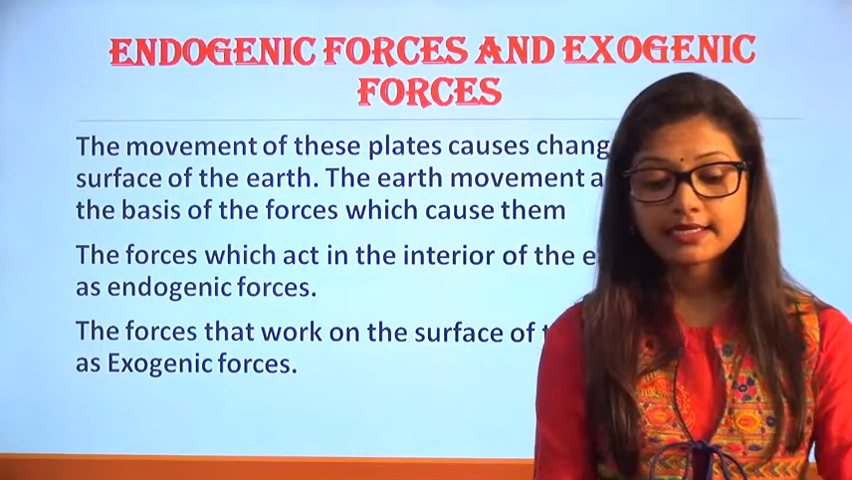 ENDOGENIC FORCES AND EXOGENIC
FORCES
The movement of these plates causes
surface of the earth. The earth movement
the basis of the forces which cause them
The forces which act in the interior of the
as endogenic forces.
The forces that work on the surface of
as Exogenic forces.